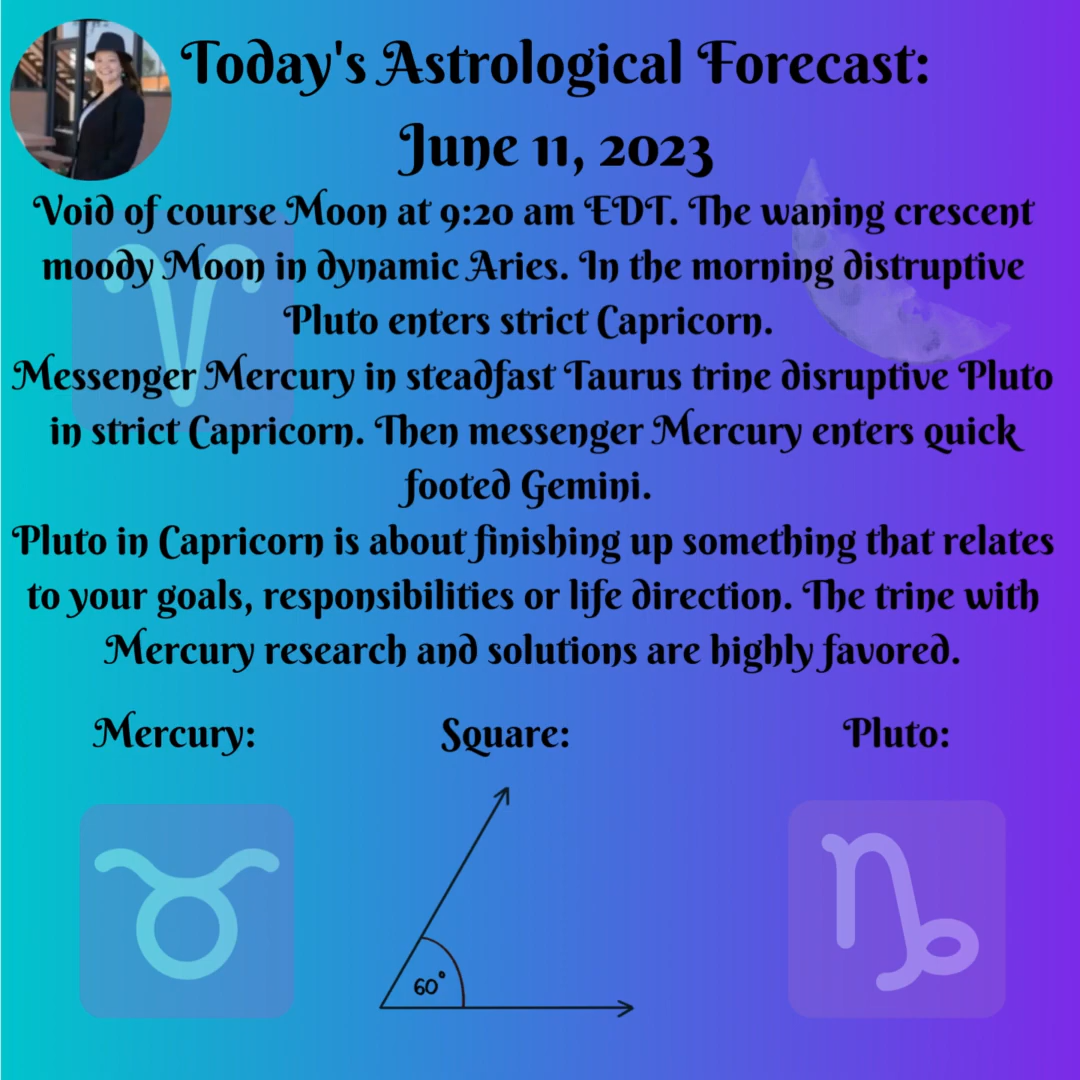 Today's Astrological Forecast:
June 11, 2023
Void of course Moon at 9:20 am EDT. The waning crescent
moody Moon in dynamic Aries. In the morning distruptive
Pluto enters strict Capricorn.
Messenger Mercury in steadfast Taurus trine disruptive Pluto
in strict Capricorn. Then messenger Mercury enters quick
footed Gemini.
Pluto in Capricorn is about finishing up something that relates
to your goals, responsibilities or life direction. The trine with
Mercury research and solutions are highly favored.
Mercury: Square: Pluto:
60°